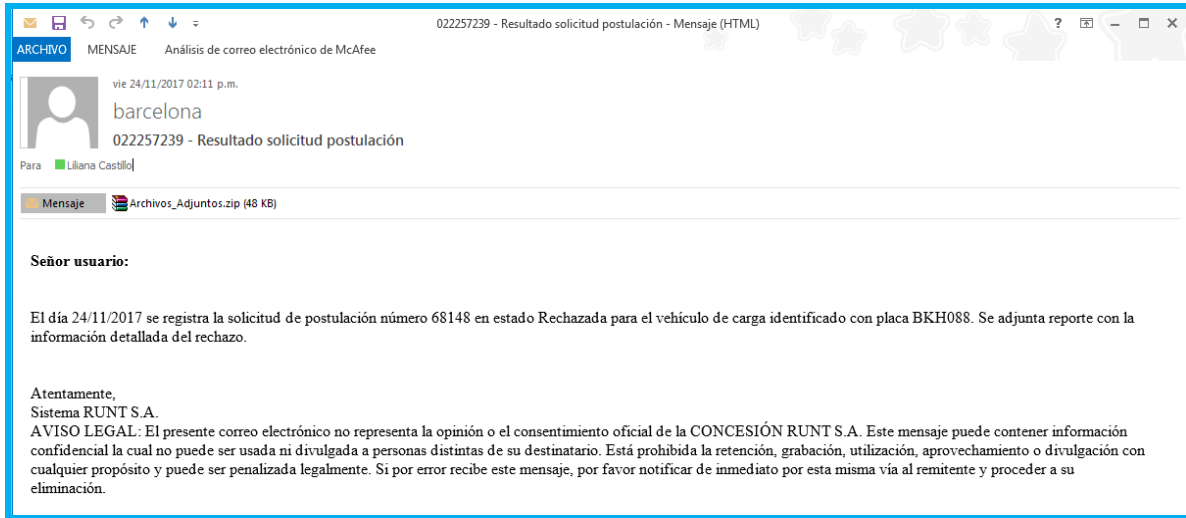 022257239 - Resultado solicitud postulación - Mensaje (HTML)
ARCHIVO MENSAJE Análisis de correo electrónico de McAfee
vie 24/11/2017 02:11 p.m.
barcelona
022257239 - Resultado solicitud postulación
Para Liliana Castillo
Mensaje Archivos_Adjuntos.zip (48 KB)
Señor usuario:
El día 24/11/2017 se registra la solicitud de postulación número 68148 en estado Rechazada para el vehículo de carga identificado con placa BKH088. Se adjunta reporte con la
información detallada del rechazo.
Atentamente,
Sistema RUNT S.A.
AVISO LEGAL: El presente correo electrónico no representa la opinión o el consentimiento oficial de la CONCESIÓN RUNT S.A. Este mensaje puede contener información
confidencial la cual no puede ser usada ni divulgada a personas distintas de su destinatario. Está prohibida la retención, grabación, utilización, aprovechamiento o divulgación con
cualquier propósito y puede ser penalizada legalmente. Si por error recibe este mensaje, por favor notificar de inmediato por esta misma vía al remitente y proceder a su
eliminación.